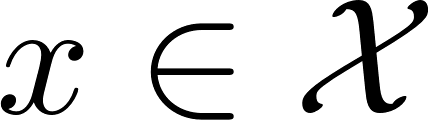 x ∈ 𝒳